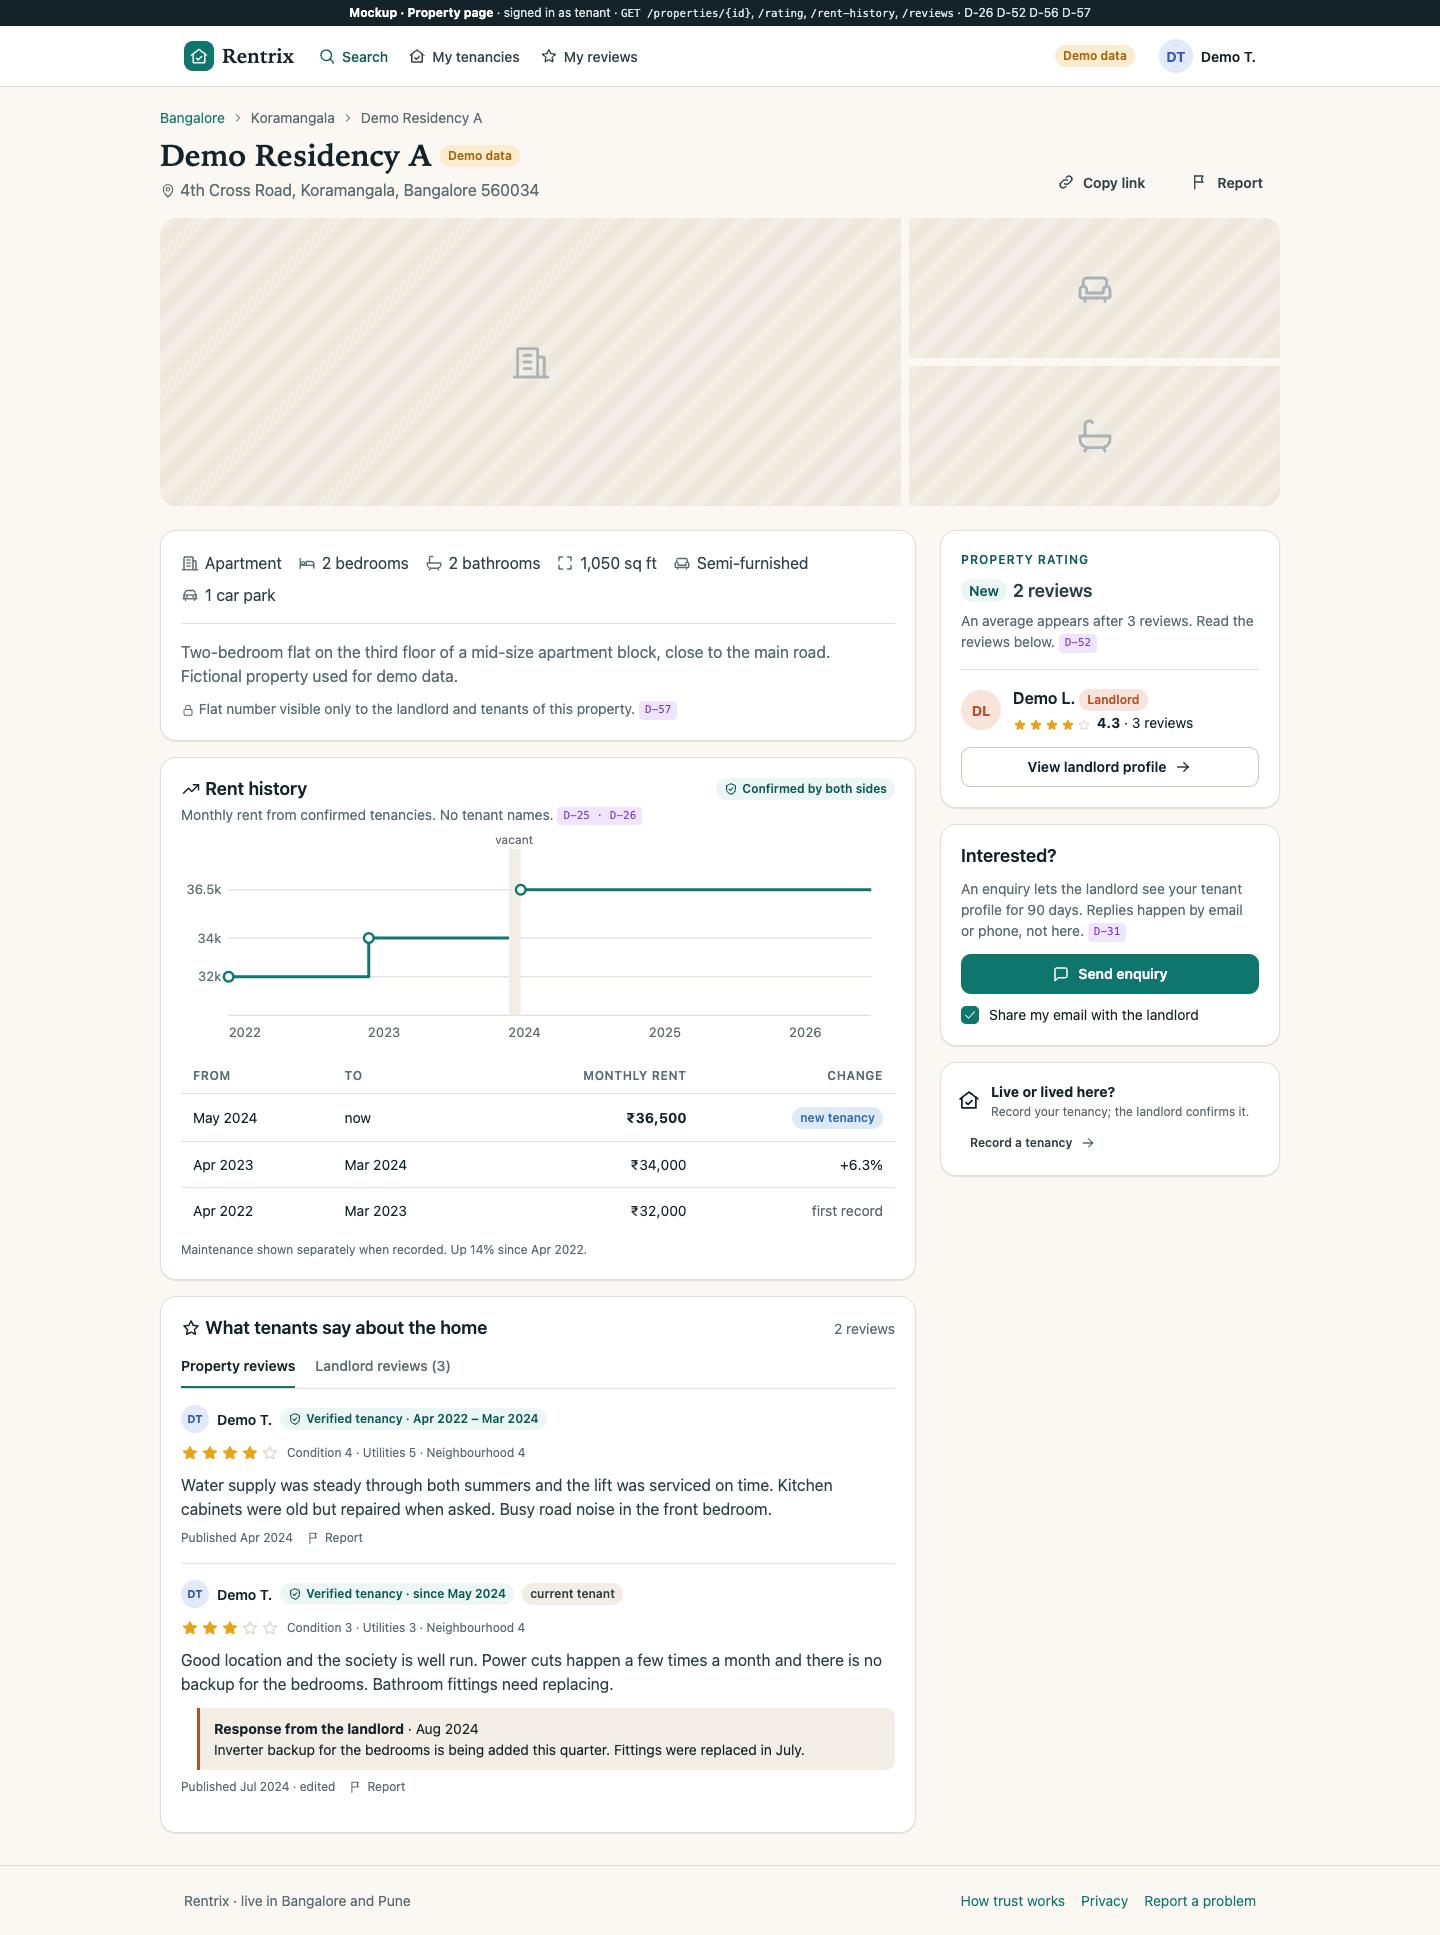 Mockup · Property page · signed in as tenant · GET /properties/{id}, /rating, /rent-history, /reviews · D-26 D-52 D-56 D-57
Rentrix
Search
My tenancies
My reviews
Demo data
DT
Demo T.
Bangalore > Koramangala > Demo Residency A
Demo Residency A
Demo data
4th Cross Road, Koramangala, Bangalore 560034
Copy link
Report
Apartment
2 bedrooms
2 bathrooms
1,050 sq ft
Semi-furnished
1 car park
Two-bedroom flat on the third floor of a mid-size apartment block, close to the main road.
Fictional property used for demo data.
Flat number visible only to the landlord and tenants of this property. D-57
Rent history
Confirmed by both sides
Monthly rent from confirmed tenancies. No tenant names. D-25 · D-26
vacant
36.5k
34k
32k
2022 2023 2024 2025 2026
FROM TO MONTHLY RENT CHANGE
May 2024 now ₹36,500 new tenancy
Apr 2023 Mar 2024 ₹34,000 +6.3%
Apr 2022 Mar 2023 ₹32,000 first record
Maintenance shown separately when recorded. Up 14% since Apr 2022.
What tenants say about the home
2 reviews
Property reviews
Landlord reviews (3)
DT
Demo T.
Verified tenancy · Apr 2022 – Mar 2024
Condition 4 · Utilities 5 · Neighbourhood 4
Water supply was steady through both summers and the lift was serviced on time. Kitchen
cabinets were old but repaired when asked. Busy road noise in the front bedroom.
Published Apr 2024
Report
DT
Demo T.
Verified tenancy · since May 2024
current tenant
Condition 3 · Utilities 3 · Neighbourhood 4
Good location and the society is well run. Power cuts happen a few times a month and there is no
backup for the bedrooms. Bathroom fittings need replacing.
Response from the landlord · Aug 2024
Inverter backup for the bedrooms is being added this quarter. Fittings were replaced in July.
Published Jul 2024 · edited
Report
PROPERTY RATING
New 2 reviews
An average appears after 3 reviews. Read the
reviews below. D-52
DL
Demo L.
Landlord
4.3 · 3 reviews
View landlord profile
Interested?
An enquiry lets the landlord see your tenant
profile for 90 days. Replies happen by email
or phone, not here. D-31
Send enquiry
Share my email with the landlord
Live or lived here?
Record your tenancy; the landlord confirms it.
Record a tenancy
Rentrix · live in Bangalore and Pune
How trust works
Privacy
Report a problem